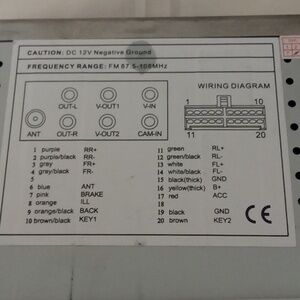 CAUTION: DC 12V Negative Ground
FREQUENCY RANGE: FM 87.5-108MHz
WIRING DIAGRAM
OUT-L V-OUT1 V-IN
1 10
ANT OUT-R V-OUT2 CAM-IN
11 20
1 purple RR+
2 purple/black RR-
3 gray FR+
4 gray/black FR-
5
6 blue ANT
7 pink BRAKE
8 orange ILL
9 orange/black BACK
10 brown/black KEY1
11 green RL+
12 green/black RL-
13 white FL+
14 white/black FL-
15 black(thick) GND
16 yellow(thick) B+
17 red ACC
18
19 black GND
20 brown KEY2
CE